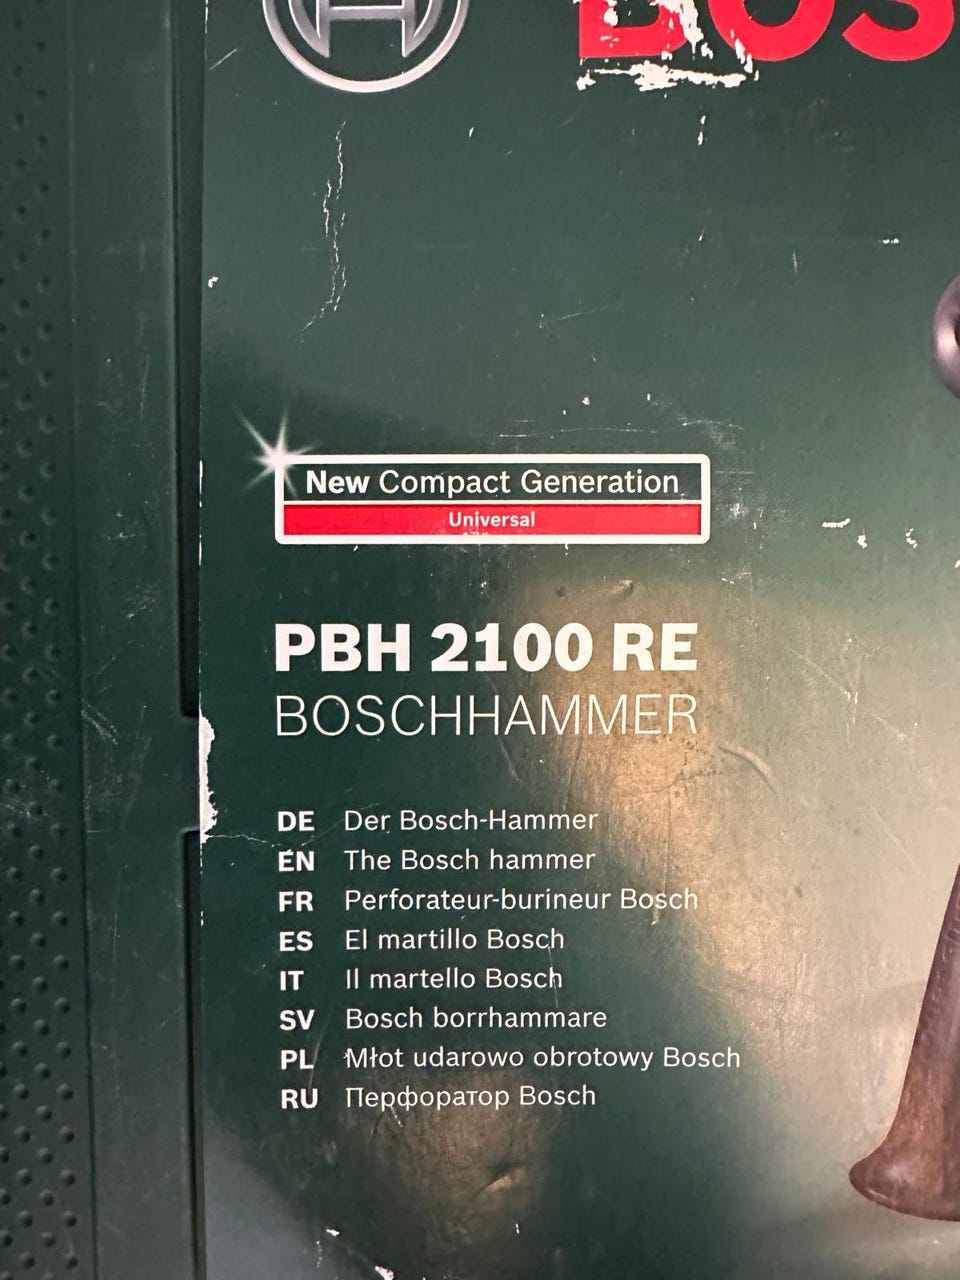 BOS
New Compact Generation
Universal
PBH 2100 RE
BOSCHHAMMER
DE Der Bosch-Hammer
EN The Bosch hammer
FR Perforateur-burineur Bosch
ES El martillo Bosch
IT Il martello Bosch
SV Bosch borrhammare
PL Młot udarowo obrotowy Bosch
RU Перфоратор Bosch